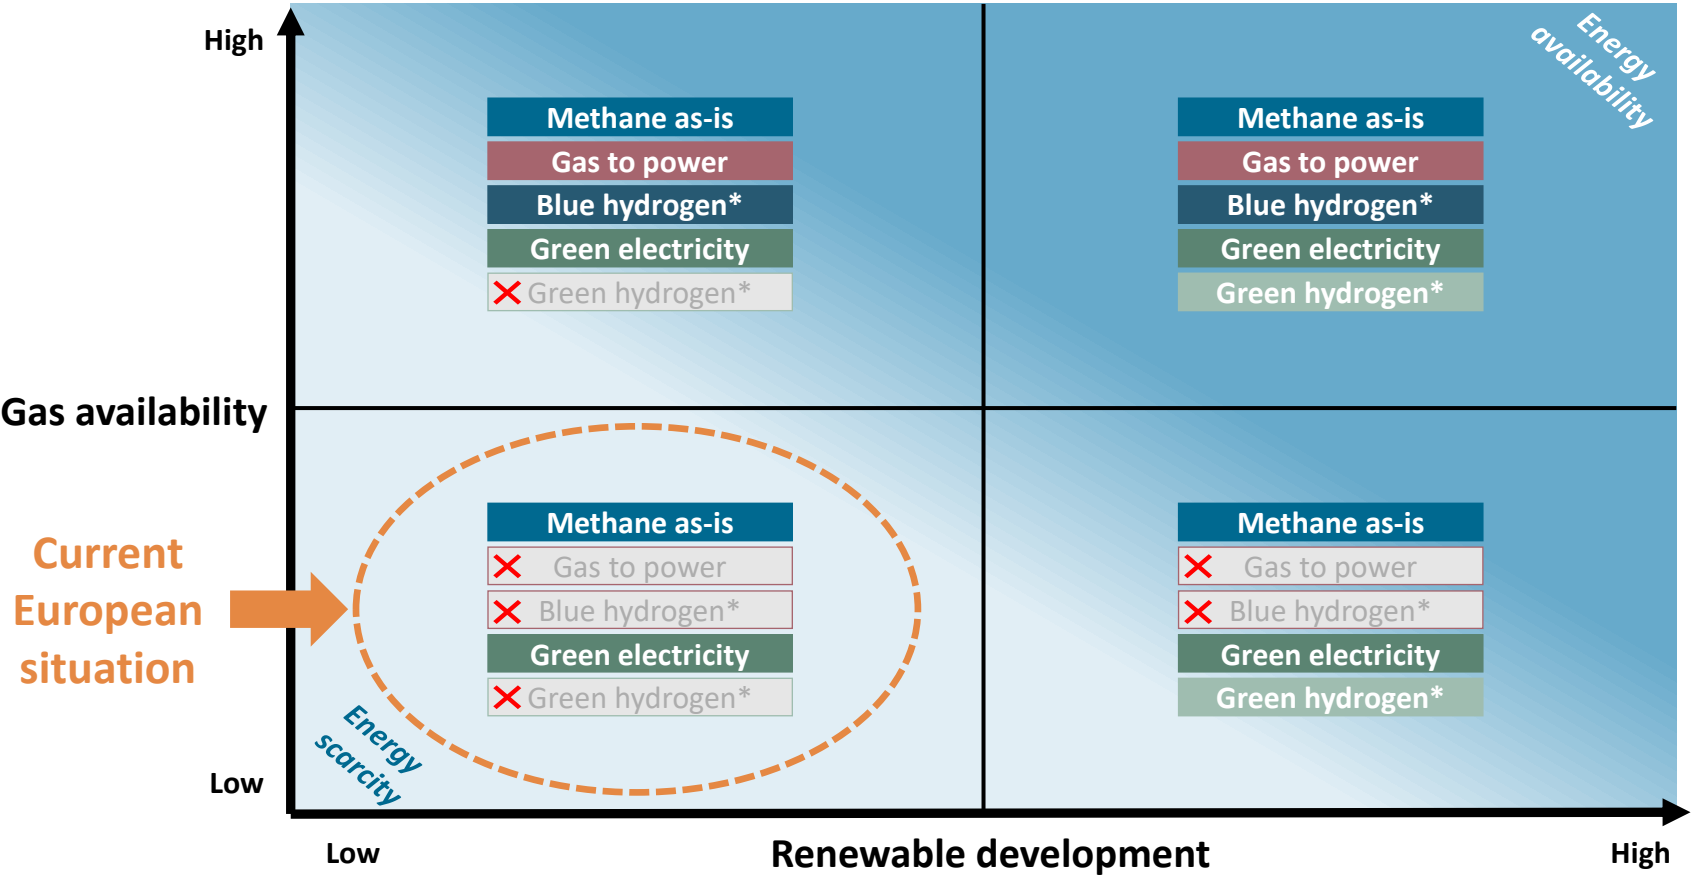 High
Energy
availability
Methane as-is
Gas to power
Blue hydrogen*
Green electricity
Green hydrogen*
Methane as-is
Gas to power
Blue hydrogen*
Green electricity
Green hydrogen*
Gas availability
Current
European
situation
Methane as-is
Gas to power
Blue hydrogen*
Green electricity
Green hydrogen*
Methane as-is
Gas to power
Blue hydrogen*
Green electricity
Green hydrogen*
Energy
scarcity
Low
Low
Renewable development
High